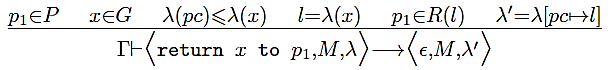 p₁∈P x∈G λ(pc)⩽λ(x) l=λ(x) p₁∈R(l) λ′=λ[pc↦l]
Γ⊢⟨return x to p₁,M,λ⟩⟶⟨ϵ,M,λ′⟩